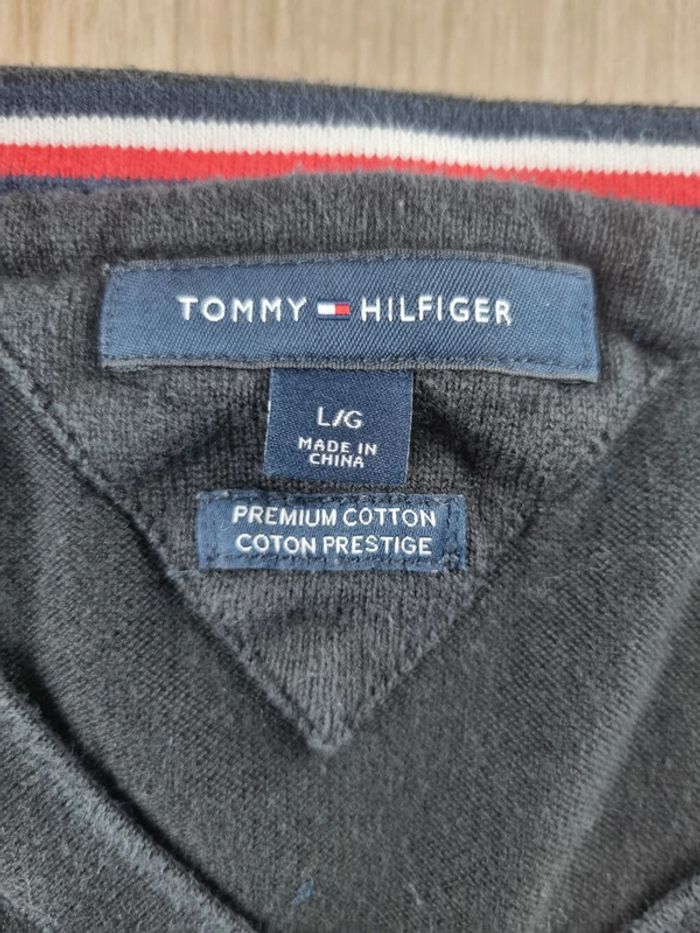 TOMMY HILFIGER
L/G
MADE IN
CHINA
PREMIUM COTTON
COTON PRESTIGE